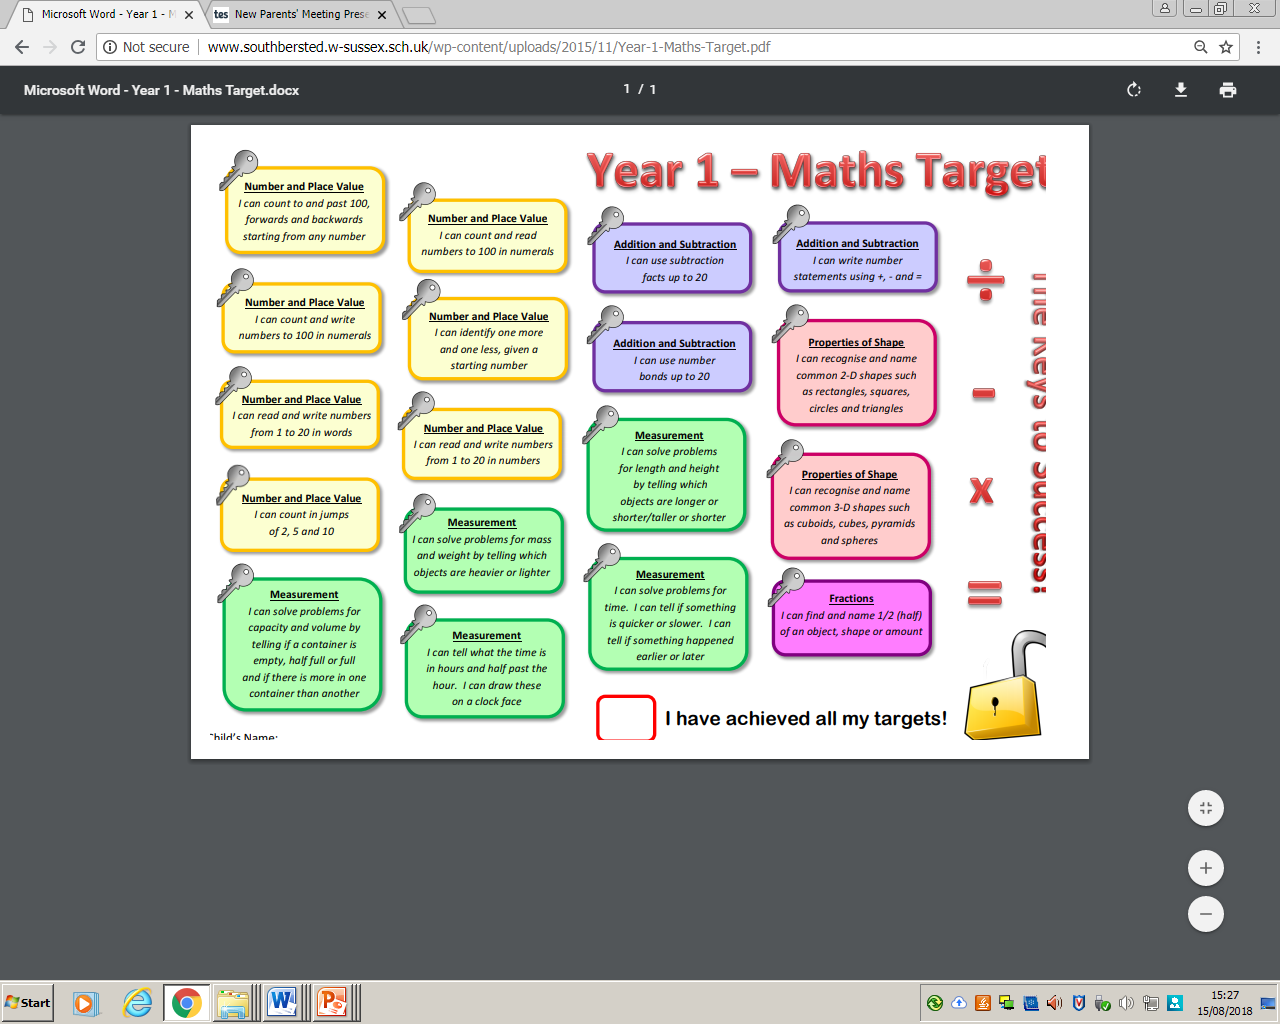 Microsoft Word - Year 1 - M
tes New Parents' Meeting Prese
Not secure
www.southbersted.w-sussex.sch.uk/wp-content/uploads/2015/11/Year-1-Maths-Target.pdf
Microsoft Word - Year 1 - Maths Target.docx
1 / 1
Number and Place Value
I can count to and past 100,
forwards and backwards
starting from any number
Number and Place Value
I can count and write
numbers to 100 in numerals
Number and Place Value
I can read and write numbers
from 1 to 20 in words
Number and Place Value
I can count in jumps
of 2, 5 and 10
Measurement
I can solve problems for
capacity and volume by
telling if a container is
empty, half full or full
and if there is more in one
container than another
Number and Place Value
I can count and read
numbers to 100 in numerals
Number and Place Value
I can identify one more
and one less, given a
starting number
Number and Place Value
I can read and write numbers
from 1 to 20 in numbers
Measurement
I can solve problems for mass
and weight by telling which
objects are heavier or lighter
Measurement
I can tell what the time is
in hours and half past the
hour. I can draw these
on a clock face
Year 1 – Maths Target
Addition and Subtraction
I can use subtraction
facts up to 20
Addition and Subtraction
I can use number
bonds up to 20
Measurement
I can solve problems
for length and height
by telling which
objects are longer or
shorter/taller or shorter
Measurement
I can solve problems for
time. I can tell if something
is quicker or slower. I can
tell if something happened
earlier or later
Addition and Subtraction
I can write number
statements using +, - and =
Properties of Shape
I can recognise and name
common 2-D shapes such
as rectangles, squares,
circles and triangles
Properties of Shape
I can recognise and name
common 3-D shapes such
as cuboids, cubes, pyramids
and spheres
Fractions
I can find and name 1/2 (half)
of an object, shape or amount
÷
-
x
=
The Keys to Success!
I have achieved all my targets!
Child's Name:
Start
15:27
15/08/2018